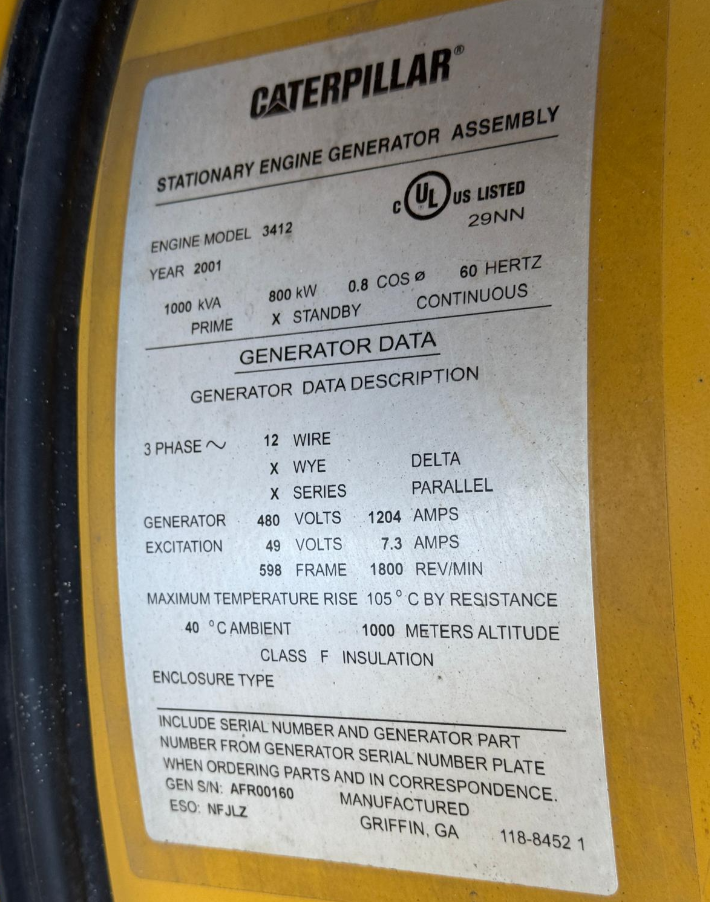 CATERPILLAR®
STATIONARY ENGINE GENERATOR ASSEMBLY
C UL US LISTED
29NN
ENGINE MODEL 3412
YEAR 2001
1000 kVA 800 kW 0.8 COS ø 60 HERTZ
PRIME X STANDBY CONTINUOUS
GENERATOR DATA
GENERATOR DATA DESCRIPTION
3 PHASE ～ 12 WIRE
X WYE DELTA
X SERIES PARALLEL
GENERATOR 480 VOLTS 1204 AMPS
EXCITATION 49 VOLTS 7.3 AMPS
598 FRAME 1800 REV/MIN
MAXIMUM TEMPERATURE RISE 105° C BY RESISTANCE
40 °C AMBIENT 1000 METERS ALTITUDE
CLASS F INSULATION
ENCLOSURE TYPE
INCLUDE SERIAL NUMBER AND GENERATOR PART
NUMBER FROM GENERATOR SERIAL NUMBER PLATE
WHEN ORDERING PARTS AND IN CORRESPONDENCE.
GEN S/N: AFR00160 MANUFACTURED
ESO: NFJLZ GRIFFIN, GA 118-8452 1